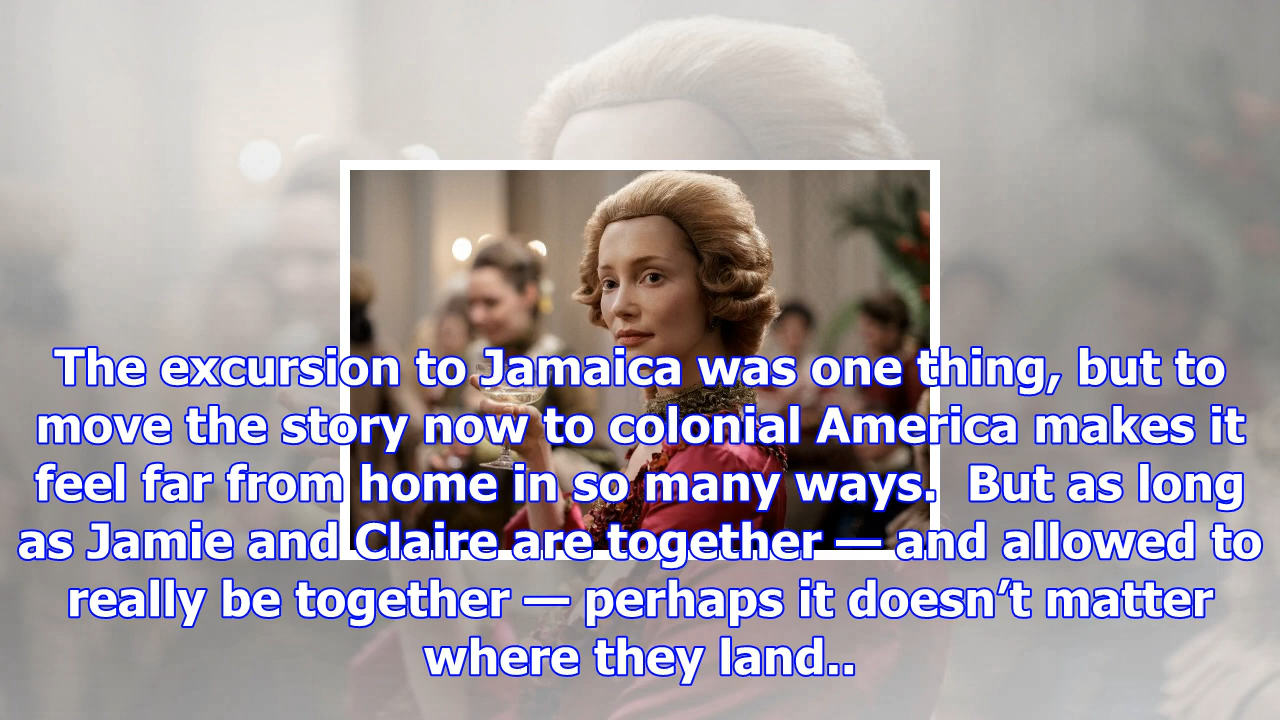 The excursion to Jamaica was one thing, but to
move the story now to colonial America makes it
feel far from home in so many ways.  But as long
as Jamie and Claire are together — and allowed to
really be together — perhaps it doesn’t matter
where they land..